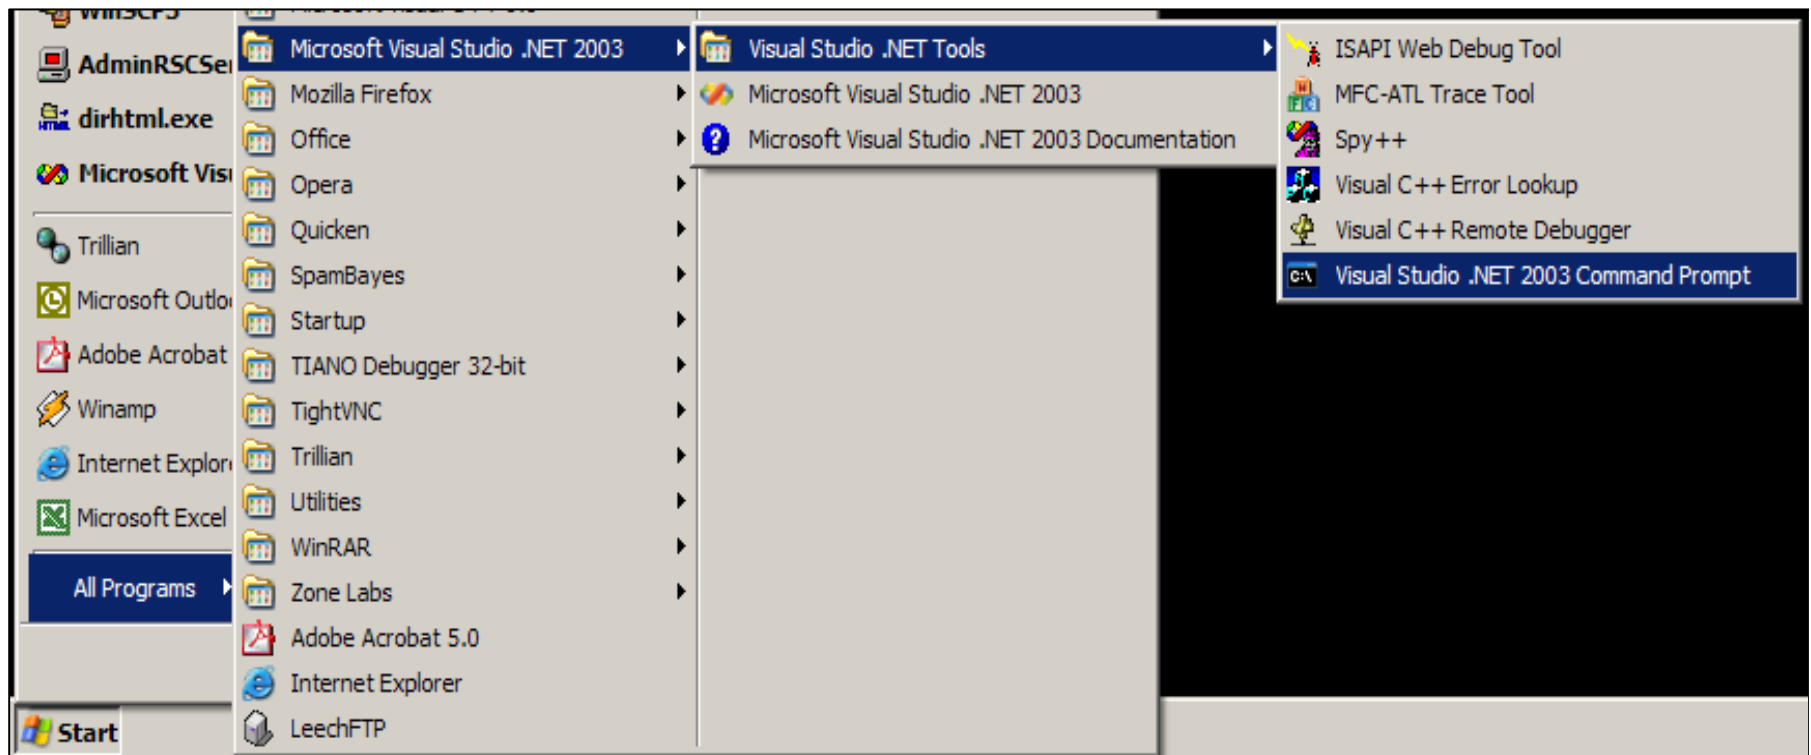 WinSCP3
AdminRSCSer
dirhtml.exe
Microsoft Visu
Trillian
Microsoft Outlo
Adobe Acrobat
Winamp
Internet Explor
Microsoft Excel
All Programs
Start
Microsoft Visual Studio .NET 2003
Mozilla Firefox
Office
Opera
Quicken
SpamBayes
Startup
TIANO Debugger 32-bit
TightVNC
Trillian
Utilities
WinRAR
Zone Labs
Adobe Acrobat 5.0
Internet Explorer
LeechFTP
Visual Studio .NET Tools
Microsoft Visual Studio .NET 2003
Microsoft Visual Studio .NET 2003 Documentation
ISAPI Web Debug Tool
MFC-ATL Trace Tool
Spy++
Visual C++ Error Lookup
Visual C++ Remote Debugger
Visual Studio .NET 2003 Command Prompt